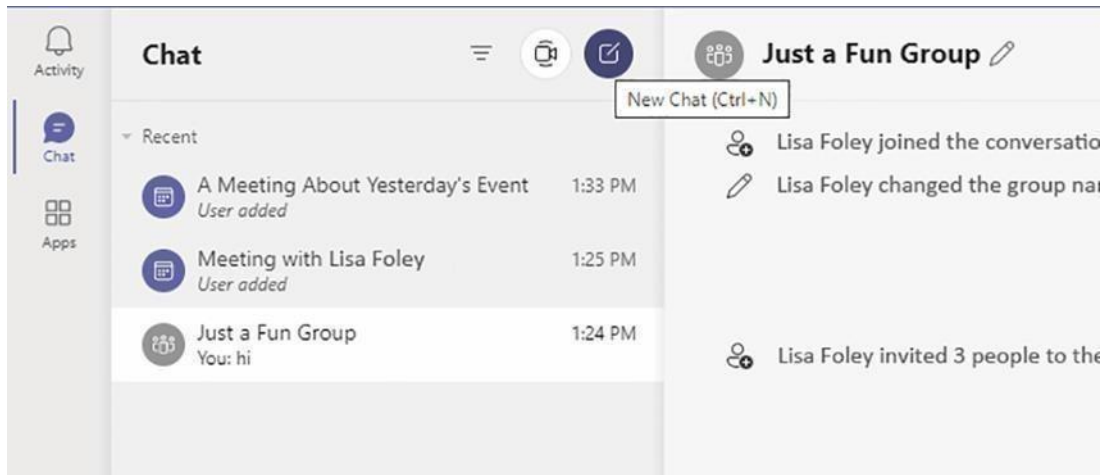 Activity
Chat
Apps
Chat
New Chat (Ctrl+N)
Recent
A Meeting About Yesterday's Event 1:33 PM
User added
Meeting with Lisa Foley 1:25 PM
User added
Just a Fun Group 1:24 PM
You: hi
Just a Fun Group
Lisa Foley joined the conversatio
Lisa Foley changed the group nar
Lisa Foley invited 3 people to the